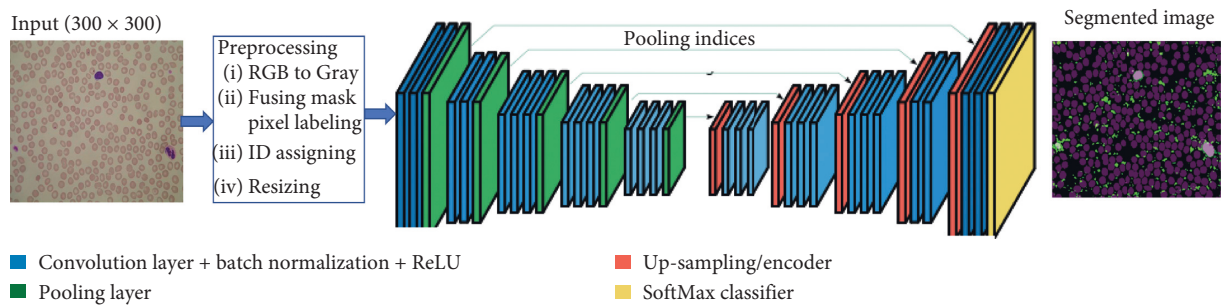 Input (300 × 300)
Preprocessing
(i) RGB to Gray
(ii) Fusing mask
pixel labeling
(iii) ID assigning
(iv) Resizing
Pooling indices
Segmented image
Convolution layer + batch normalization + ReLU
Pooling layer
Up-sampling/encoder
SoftMax classifier